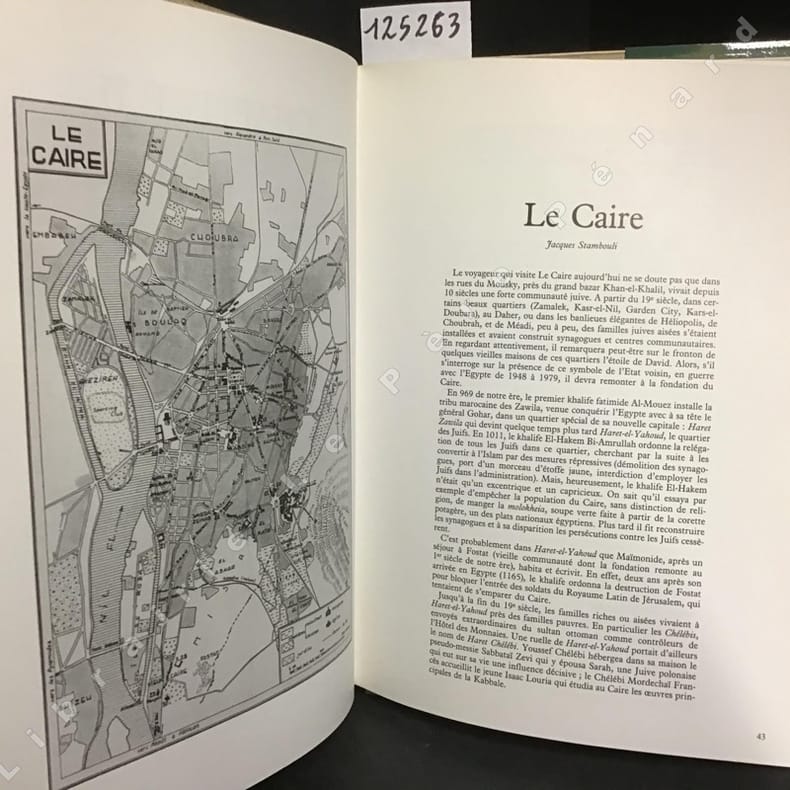 125263
LE
CAIRE
EMBABEH
CHOUBRA
ZAMALEK
BOULAQ
GHEZIREH
NIL
GUIZEH
Le Caire
Jacques Stambouli
Le voyageur qui visite Le Caire aujourd'hui ne se doute pas que dans
les rues du Mousky, près du grand bazar Khan-el-Khalil, vivait depuis
10 siècles une forte communauté juive. A partir du 19e siècle, dans cer-
tains beaux quartiers (Zamalek, Kasr-el-Nil, Garden City, Kars-el-
Doubara), au Daher, ou dans les banlieues élégantes de Héliopolis, de
Choubrah, et de Méadi, peu à peu, des familles juives aisées s'étaient
installées et avaient construit synagogues et centres communautaires.
En regardant attentivement, il remarquera peut-être sur le fronton de
quelques vieilles maisons de ces quartiers l'étoile de David. Alors, s'il
s'interroge sur la présence de ce symbole de l'Etat voisin, en guerre
avec l'Egypte de 1948 à 1979, il devra remonter à la fondation du
Caire.
En 969 de notre ère, le premier khalife fatimide Al-Mouez installe la
tribu marocaine des Zawila, venue conquérir l'Egypte avec à sa tête le
général Gohar, dans un quartier spécial de sa nouvelle capitale : Haret
Zawila qui devint quelque temps plus tard Haret-el-Yahoud, le quartier
des Juifs. En 1011, le khalife El-Hakem Bi-Amrullah ordonna la reléga-
tion de tous les Juifs dans ce quartier, cherchant par la suite à les
convertir à l'Islam par des mesures répressives (démolition des synago-
gues, port d'un morceau d'étoffe jaune, interdiction d'employer les
Juifs dans l'administration). Mais, heureusement, le khalife El-Hakem
n'était qu'un excentrique et un capricieux. On sait qu'il essaya par
exemple d'empêcher la population du Caire, sans distinction de reli-
gion, de manger la molokheia, soupe verte faite à partir de la corette
potagère, un des plats nationaux égyptiens. Plus tard il fit reconstruire
les synagogues et à sa disparition les persécutions contre les Juifs cessè-
rent.
C'est probablement dans Haret-el-Yahoud que Maïmonide, après un
séjour à Fostat (vieille communauté dont la fondation remonte au
1er siècle de notre ère), habita et écrivit. En effet, deux ans après son
arrivée en Egypte (1165), le khalife ordonna la destruction de Fostat
pour bloquer l'entrée des soldats du Royaume Latin de Jérusalem, qui
tentaient de s'emparer du Caire.
Jusqu'à la fin du 19e siècle, les familles riches ou aisées vivaient à
Haret-el-Yahoud près des familles pauvres. En particulier les Chélébis,
envoyés extraordinaires du sultan ottoman comme contrôleurs de
l'Hôtel des Monnaies. Une ruelle de Haret-el-Yahoud portait d'ailleurs
le nom de Haret Chélébi. Youssef Chélébi hébergea dans sa maison le
pseudo-messie Sabbataï Zevi qui y épousa Sarah, une Juive polonaise
qui eut sur sa vie une influence décisive ; le Chélébi Mordechaï Fran-
cès accueillit le jeune Isaac Louria qui étudia au Caire les œuvres prin-
cipales de la Kabbale.
43